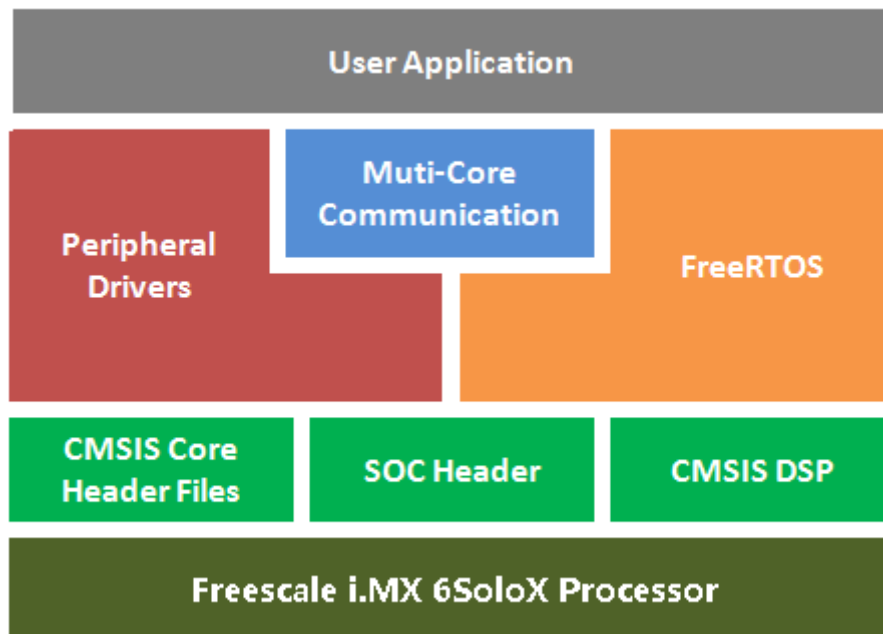 User Application
Muti-Core
Communication
Peripheral
Drivers
FreeRTOS
CMSIS Core
Header Files
SOC Header
CMSIS DSP
Freescale i.MX 6SoloX Processor